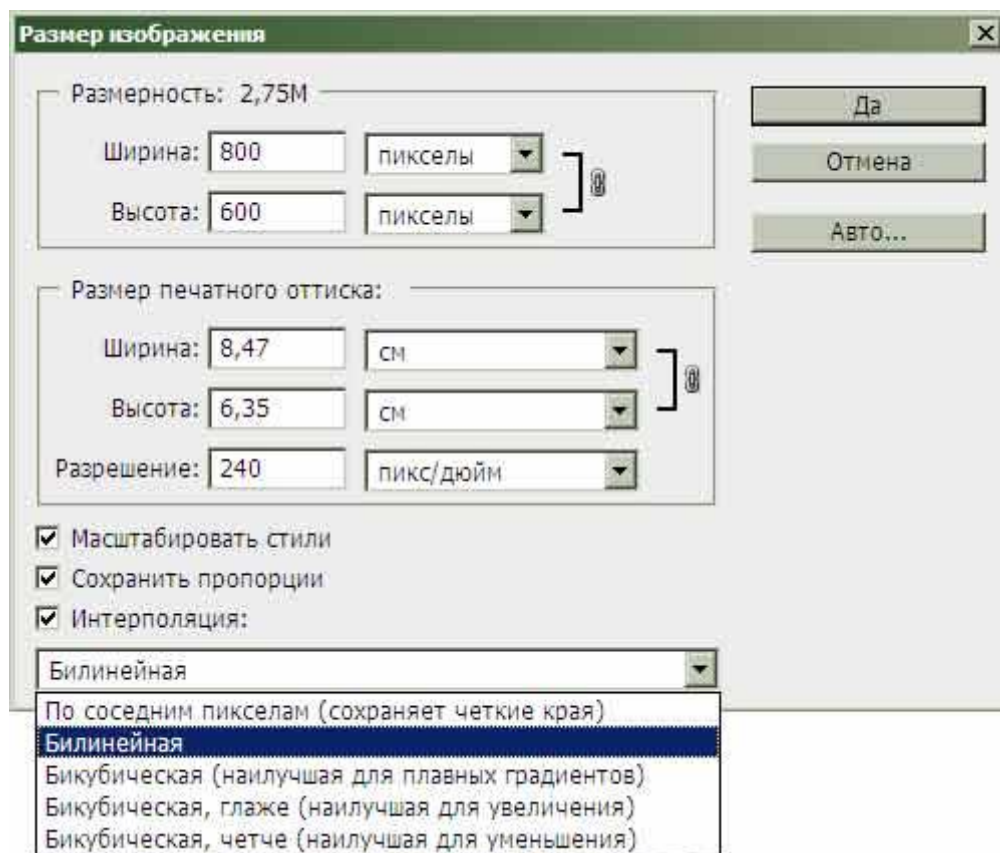 Размер изображения
Размерность: 2,75М
Ширина: 800 пикселы
Высота: 600 пикселы
Да
Отмена
Авто...
Размер печатного оттиска:
Ширина: 8,47 см
Высота: 6,35 см
Разрешение: 240 пикс/дюйм
Масштабировать стили
Сохранить пропорции
Интерполяция:
Билинейная
По соседним пикселам (сохраняет четкие края)
Билинейная
Бикубическая (наилучшая для плавных градиентов)
Бикубическая, глаже (наилучшая для увеличения)
Бикубическая, четче (наилучшая для уменьшения)